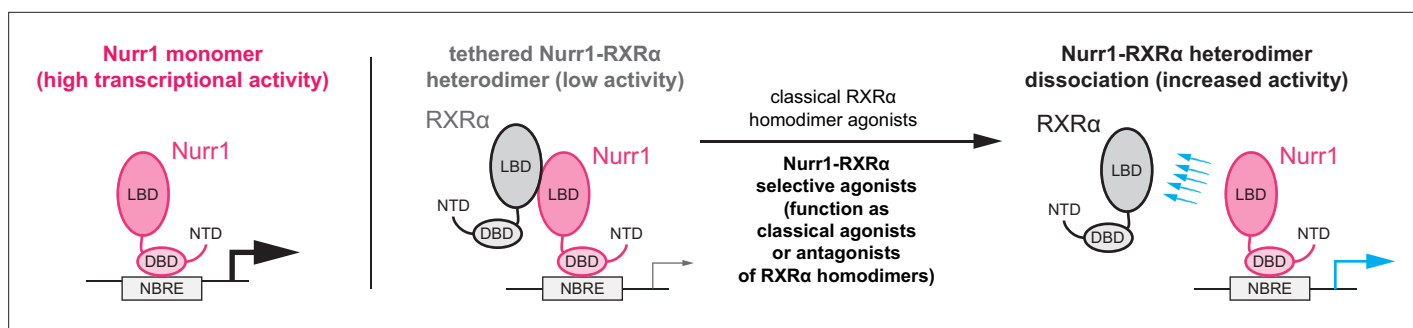 Nurr1 monomer
(high transcriptional activity)
Nurr1
LBD
NTD
DBD
NBRE
tethered Nurr1-RXRα
heterodimer (low activity)
RXRα
Nurr1
LBD
LBD
NTD
DBD
NTD
DBD
NBRE
classical RXRα
homodimer agonists
Nurr1-RXRα
selective agonists
(function as
classical agonists
or antagonists
of RXRα homodimers)
Nurr1-RXRα heterodimer
dissociation (increased activity)
RXRα
Nurr1
LBD
LBD
NTD
DBD
NTD
DBD
NBRE